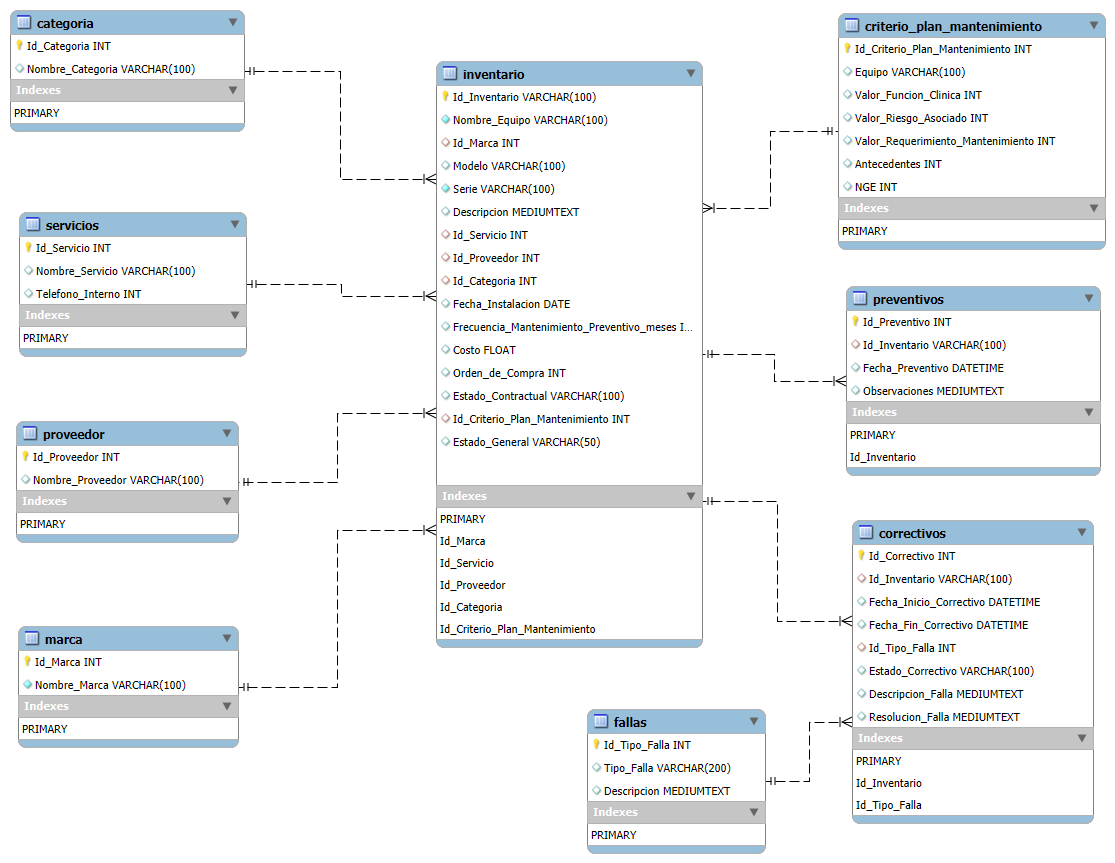 categoria
Id_Categoria INT
Nombre_Categoria VARCHAR(100)
Indexes
PRIMARY
servicios
Id_Servicio INT
Nombre_Servicio VARCHAR(100)
Telefono_Interno INT
Indexes
PRIMARY
proveedor
Id_Proveedor INT
Nombre_Proveedor VARCHAR(100)
Indexes
PRIMARY
marca
Id_Marca INT
Nombre_Marca VARCHAR(100)
Indexes
PRIMARY
inventario
Id_Inventario VARCHAR(100)
Nombre_Equipo VARCHAR(100)
Id_Marca INT
Modelo VARCHAR(100)
Serie VARCHAR(100)
Descripcion MEDIUMTEXT
Id_Servicio INT
Id_Proveedor INT
Id_Categoria INT
Fecha_Instalacion DATE
Frecuencia_Mantenimiento_Preventivo_meses I...
Costo FLOAT
Orden_de_Compra INT
Estado_Contractual VARCHAR(100)
Id_Criterio_Plan_Mantenimiento INT
Estado_General VARCHAR(50)
Indexes
PRIMARY
Id_Marca
Id_Servicio
Id_Proveedor
Id_Categoria
Id_Criterio_Plan_Mantenimiento
fallas
Id_Tipo_Falla INT
Tipo_Falla VARCHAR(200)
Descripcion MEDIUMTEXT
Indexes
PRIMARY
criterio_plan_mantenimiento
Id_Criterio_Plan_Mantenimiento INT
Equipo VARCHAR(100)
Valor_Funcion_Clinica INT
Valor_Riesgo_Asociado INT
Valor_Requerimiento_Mantenimiento INT
Antecedentes INT
NGE INT
Indexes
PRIMARY
preventivos
Id_Preventivo INT
Id_Inventario VARCHAR(100)
Fecha_Preventivo DATETIME
Observaciones MEDIUMTEXT
Indexes
PRIMARY
Id_Inventario
correctivos
Id_Correctivo INT
Id_Inventario VARCHAR(100)
Fecha_Inicio_Correctivo DATETIME
Fecha_Fin_Correctivo DATETIME
Id_Tipo_Falla INT
Estado_Correctivo VARCHAR(100)
Descripcion_Falla MEDIUMTEXT
Resolucion_Falla MEDIUMTEXT
Indexes
PRIMARY
Id_Inventario
Id_Tipo_Falla